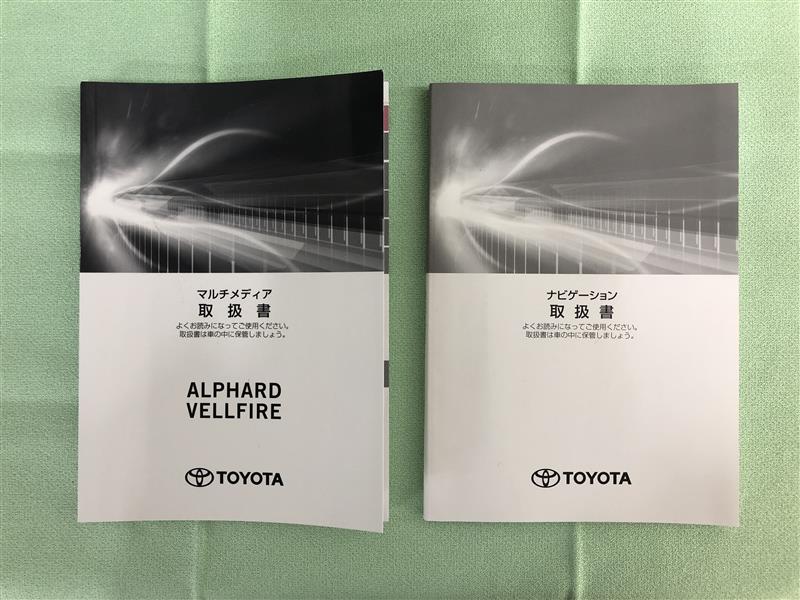 マルチメディア
取扱書
よくお読みになってご使用ください。
取扱書は車の中に保管しましょう。
ALPHARD
VELLFIRE
TOYOTA
ナビゲーション
取扱書
よくお読みになってご使用ください。
取扱書は車の中に保管しましょう。
TOYOTA